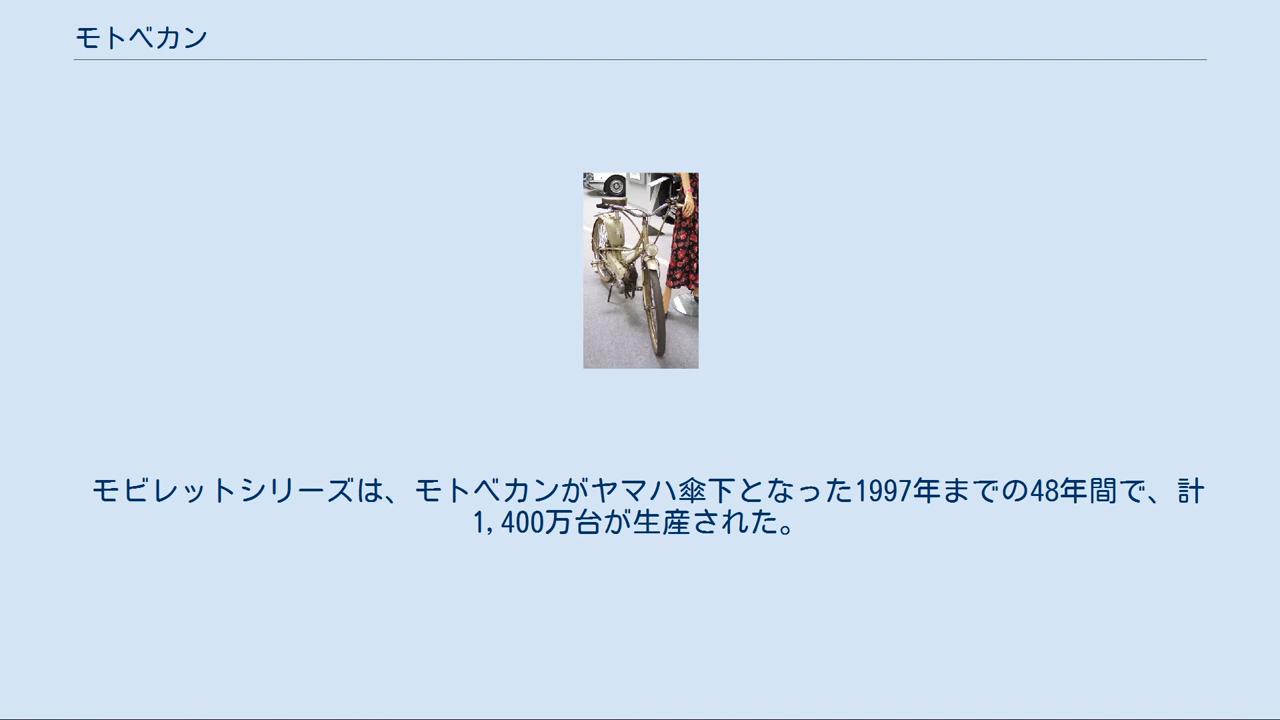 モトベカン
モビレットシリーズは、モトベカンがヤマハ傘下となった1997年までの48年間で、計
1,400万台が生産された。